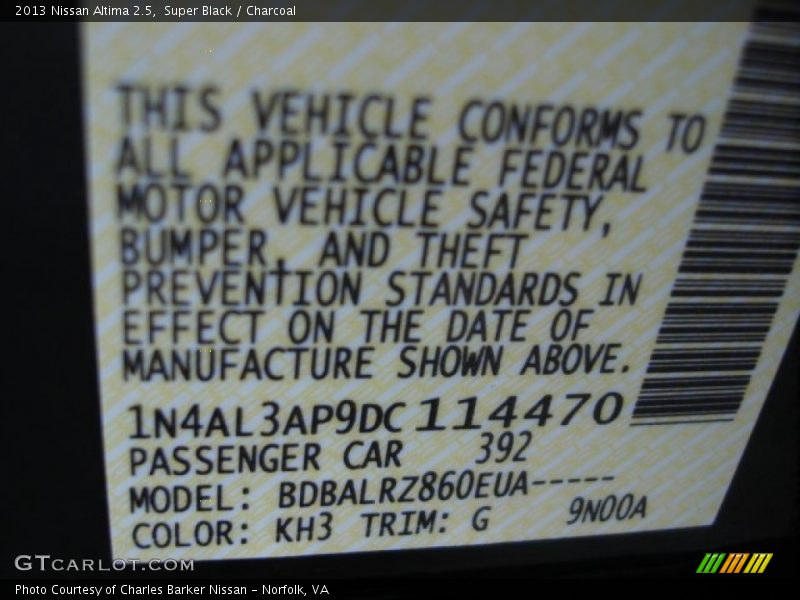 2013 Nissan Altima 2.5,  Super Black / Charcoal
THIS VEHICLE CONFORMS TO
ALL APPLICABLE FEDERAL
MOTOR VEHICLE SAFETY,
BUMPER, AND THEFT
PREVENTION STANDARDS IN
EFFECT ON THE DATE OF
MANUFACTURE SHOWN ABOVE.
1N4AL3AP9DC114470
PASSENGER CAR 392
MODEL: BDBALRZ860EUA-----
COLOR: KH3 TRIM: G 9N00A
GTCARLOT.COM
Photo Courtesy of Charles Barker Nissan - Norfolk, VA